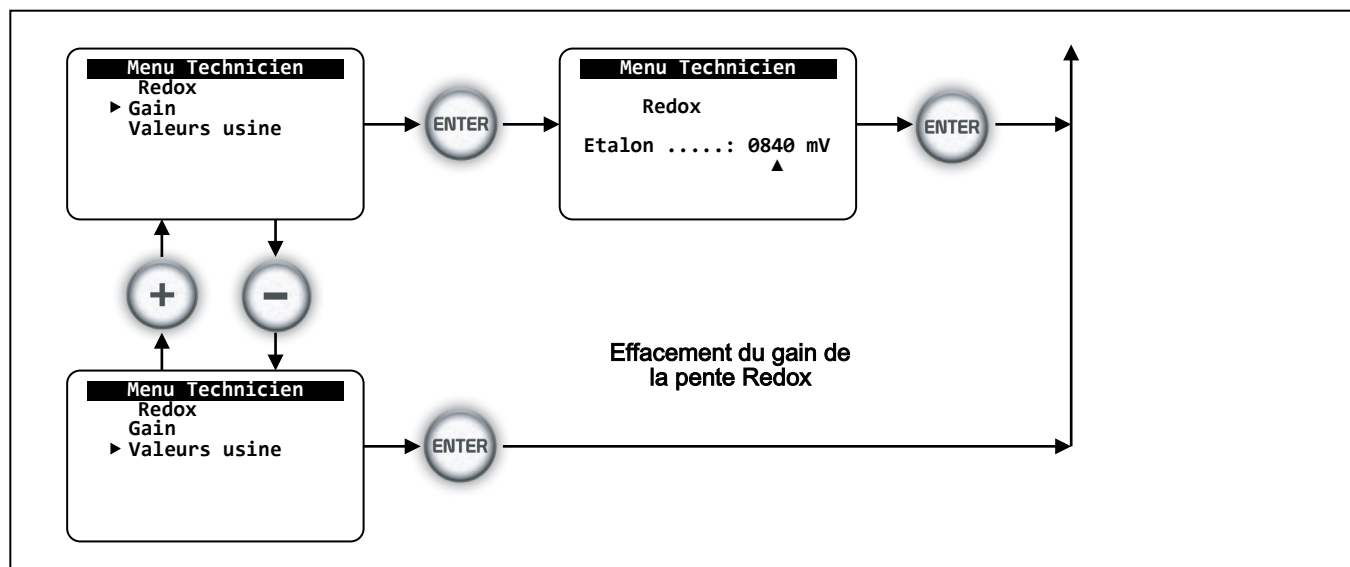 Menu Technicien
Redox
▶ Gain
Valeurs usine
ENTER
Menu Technicien
Redox
Etalon .....: 0840 mV
▲
ENTER
+
-
Effacement du gain de
la pente Redox
Menu Technicien
Redox
Gain
▶ Valeurs usine
ENTER